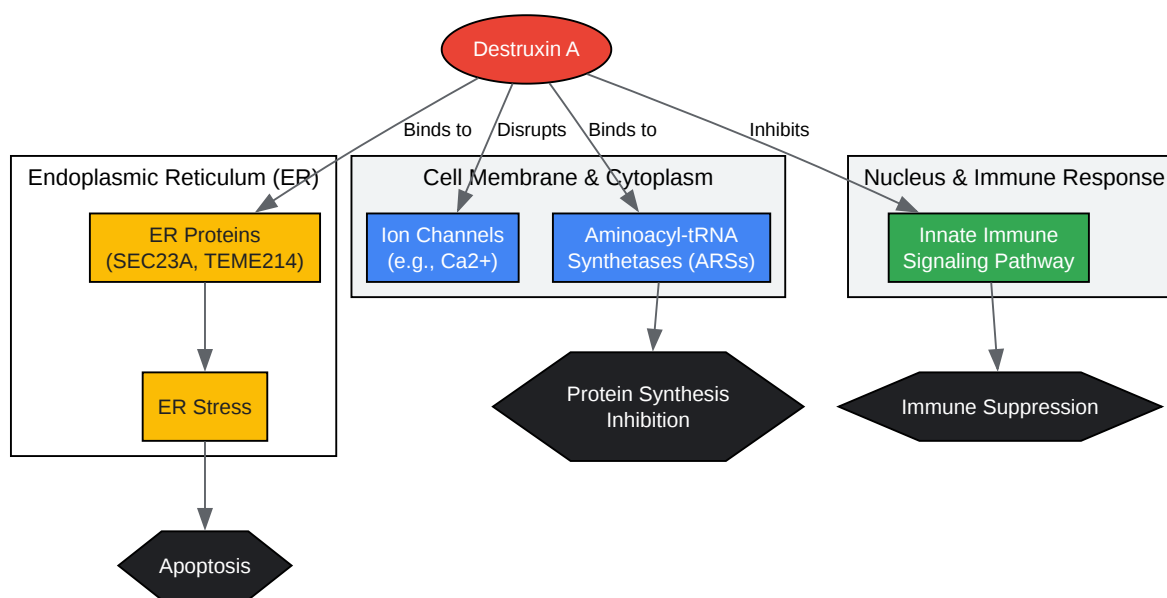 Destruxin A
Binds to
Disrupts
Binds to
Inhibits
Endoplasmic Reticulum (ER)
Cell Membrane & Cytoplasm
Nucleus & Immune Response
ER Proteins
(SEC23A, TEME214)
Ion Channels
(e.g., Ca2+)
Aminoacyl-tRNA
Synthetases (ARSs)
Innate Immune
Signaling Pathway
ER Stress
Protein Synthesis
Inhibition
Immune Suppression
Apoptosis